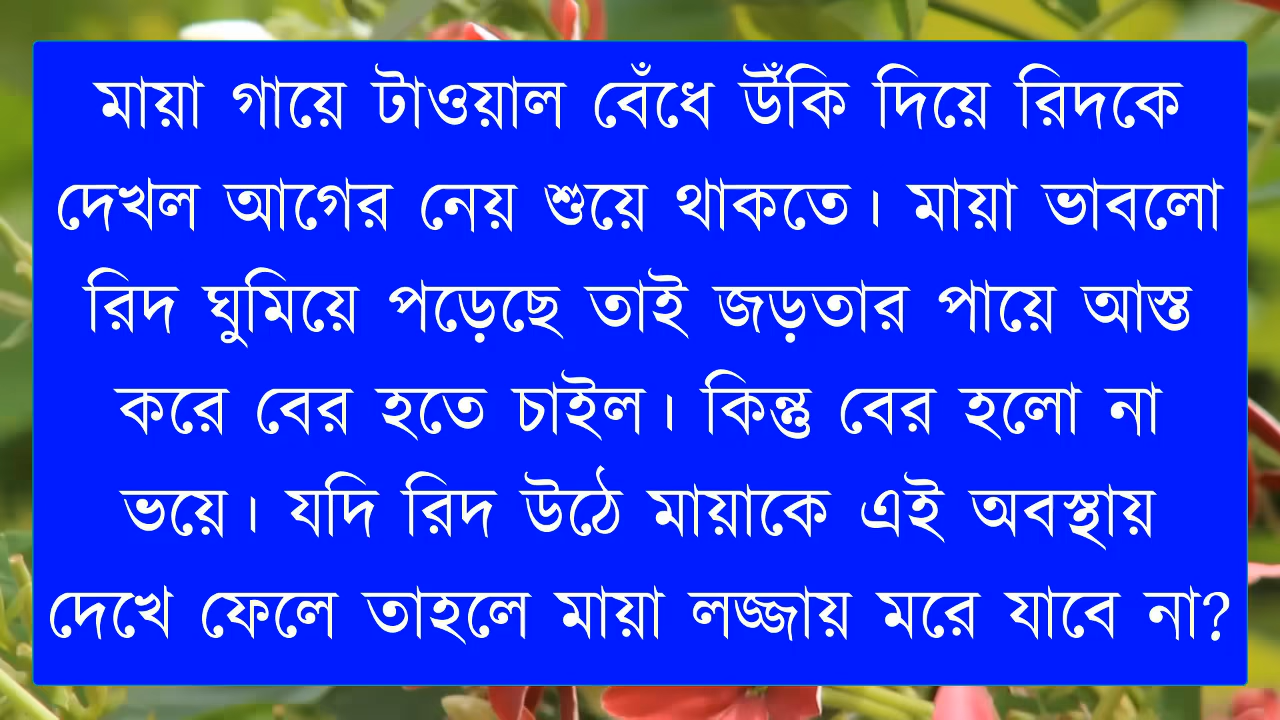 মায়া গায়ে টাওয়াল বেঁধে উঁকি দিয়ে রিদকে
দেখল আগের নেয় শুয়ে থাকতে। মায়া ভাবলো
রিদ ঘুমিয়ে পড়েছে তাই জড়তার পায়ে আস্ত
করে বের হতে চাইল। কিন্তু বের হলো না
ভয়ে। যদি রিদ উঠে মায়াকে এই অবস্থায়
দেখে ফেলে তাহলে মায়া লজ্জায় মরে যাবে না?